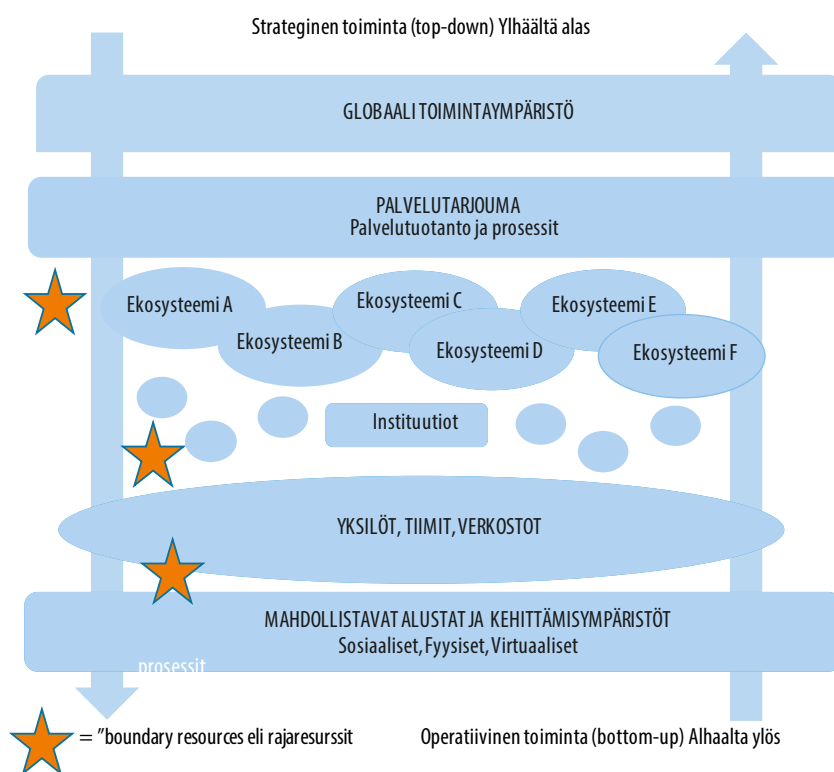 Strateginen toiminta (top-down) Ylhäältä alas
GLOBAALI TOIMINTAYMPÄRISTÖ
PALVELUTARJOUMA
Palvelutuotanto ja prosessit
Ekosysteemi A
Ekosysteemi B
Ekosysteemi C
Ekosysteemi D
Ekosysteemi E
Ekosysteemi F
Instituutiot
YKSILÖT, TIIMIT, VERKOSTOT
MAHDOLLISTAVAT ALUSTAT JA KEHITTÄMISYMPÄRISTÖT
Sosiaaliset, Fyysiset, Virtuaaliset
prosessit
= ”boundary resources eli rajaresurssit
Operatiivinen toiminta (bottom-up) Alhaalta ylös